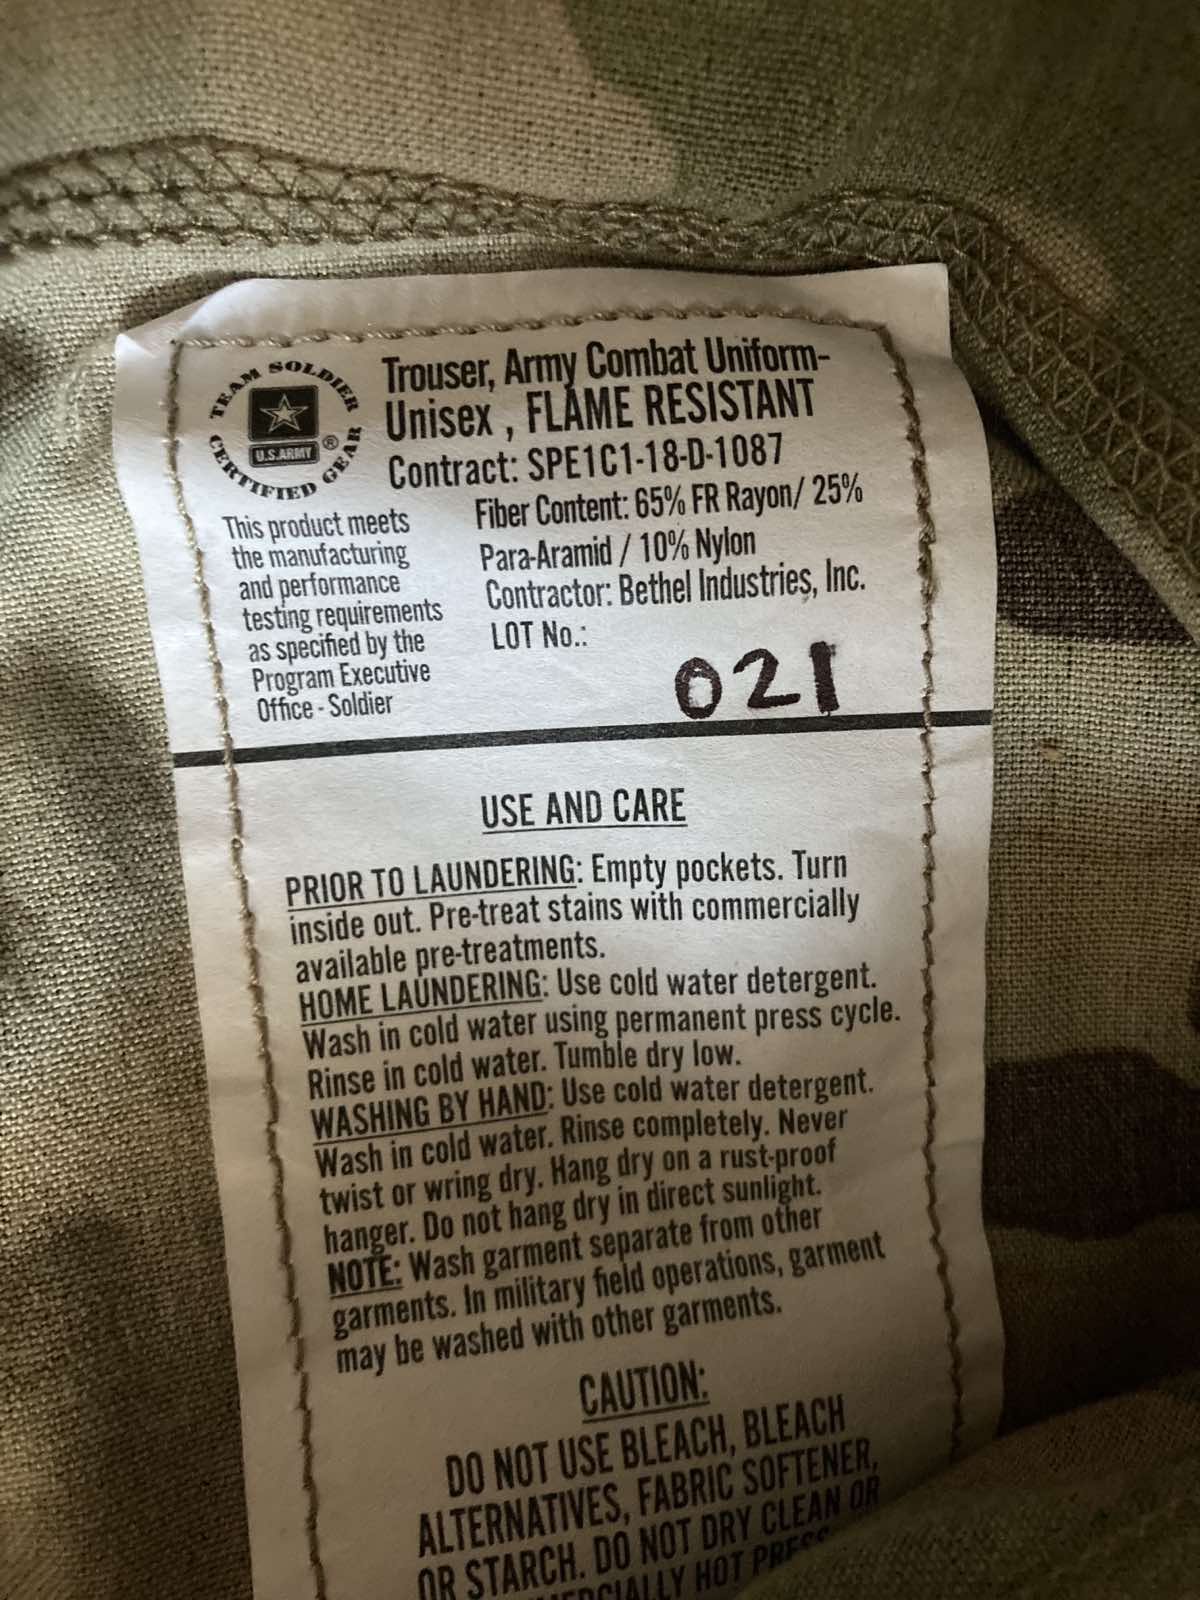 TEAM SOLDIER
CERTIFIED GEAR
U.S.ARMY
®
Trouser, Army Combat Uniform-
Unisex , FLAME RESISTANT
Contract: SPE1C1-18-D-1087
Fiber Content: 65% FR Rayon/ 25%
Para-Aramid / 10% Nylon
Contractor: Bethel Industries, Inc.
LOT No.:
021
This product meets
the manufacturing
and performance
testing requirements
as specified by the
Program Executive
Office - Soldier
USE AND CARE
PRIOR TO LAUNDERING: Empty pockets. Turn
inside out. Pre-treat stains with commercially
available pre-treatments.
HOME LAUNDERING: Use cold water detergent.
Wash in cold water using permanent press cycle.
Rinse in cold water. Tumble dry low.
WASHING BY HAND: Use cold water detergent.
Wash in cold water. Rinse completely. Never
twist or wring dry. Hang dry on a rust-proof
hanger. Do not hang dry in direct sunlight.
NOTE: Wash garment separate from other
garments. In military field operations, garment
may be washed with other garments.
CAUTION:
DO NOT USE BLEACH, BLEACH
ALTERNATIVES, FABRIC SOFTENER,
OR STARCH. DO NOT DRY CLEAN OR
HOT